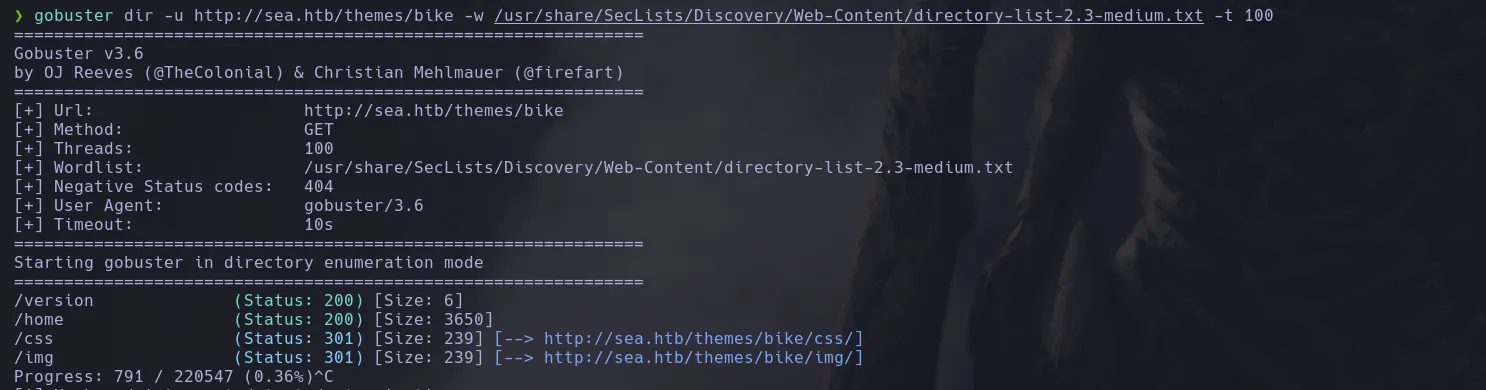 ❯ gobuster dir -u http://sea.htb/themes/bike -w /usr/share/SecLists/Discovery/Web-Content/directory-list-2.3-medium.txt -t 100
===============================================================
Gobuster v3.6
by OJ Reeves (@TheColonial) & Christian Mehlmauer (@firefart)
===============================================================
[+] Url:                     http://sea.htb/themes/bike
[+] Method:                  GET
[+] Threads:                 100
[+] Wordlist:                /usr/share/SecLists/Discovery/Web-Content/directory-list-2.3-medium.txt
[+] Negative Status codes:   404
[+] User Agent:              gobuster/3.6
[+] Timeout:                 10s
===============================================================
Starting gobuster in directory enumeration mode
===============================================================
/version              (Status: 200) [Size: 6]
/home                 (Status: 200) [Size: 3650]
/css                  (Status: 301) [Size: 239] [--> http://sea.htb/themes/bike/css/]
/img                  (Status: 301) [Size: 239] [--> http://sea.htb/themes/bike/img/]
Progress: 791 / 220547 (0.36%)^C